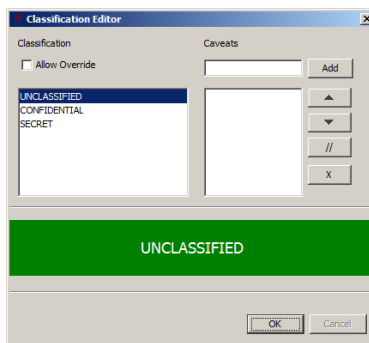 Classification Editor
Classification
Caveats
Allow Override
Add
UNCLASSIFIED
CONFIDENTIAL
SECRET
//
X
UNCLASSIFIED
OK
Cancel